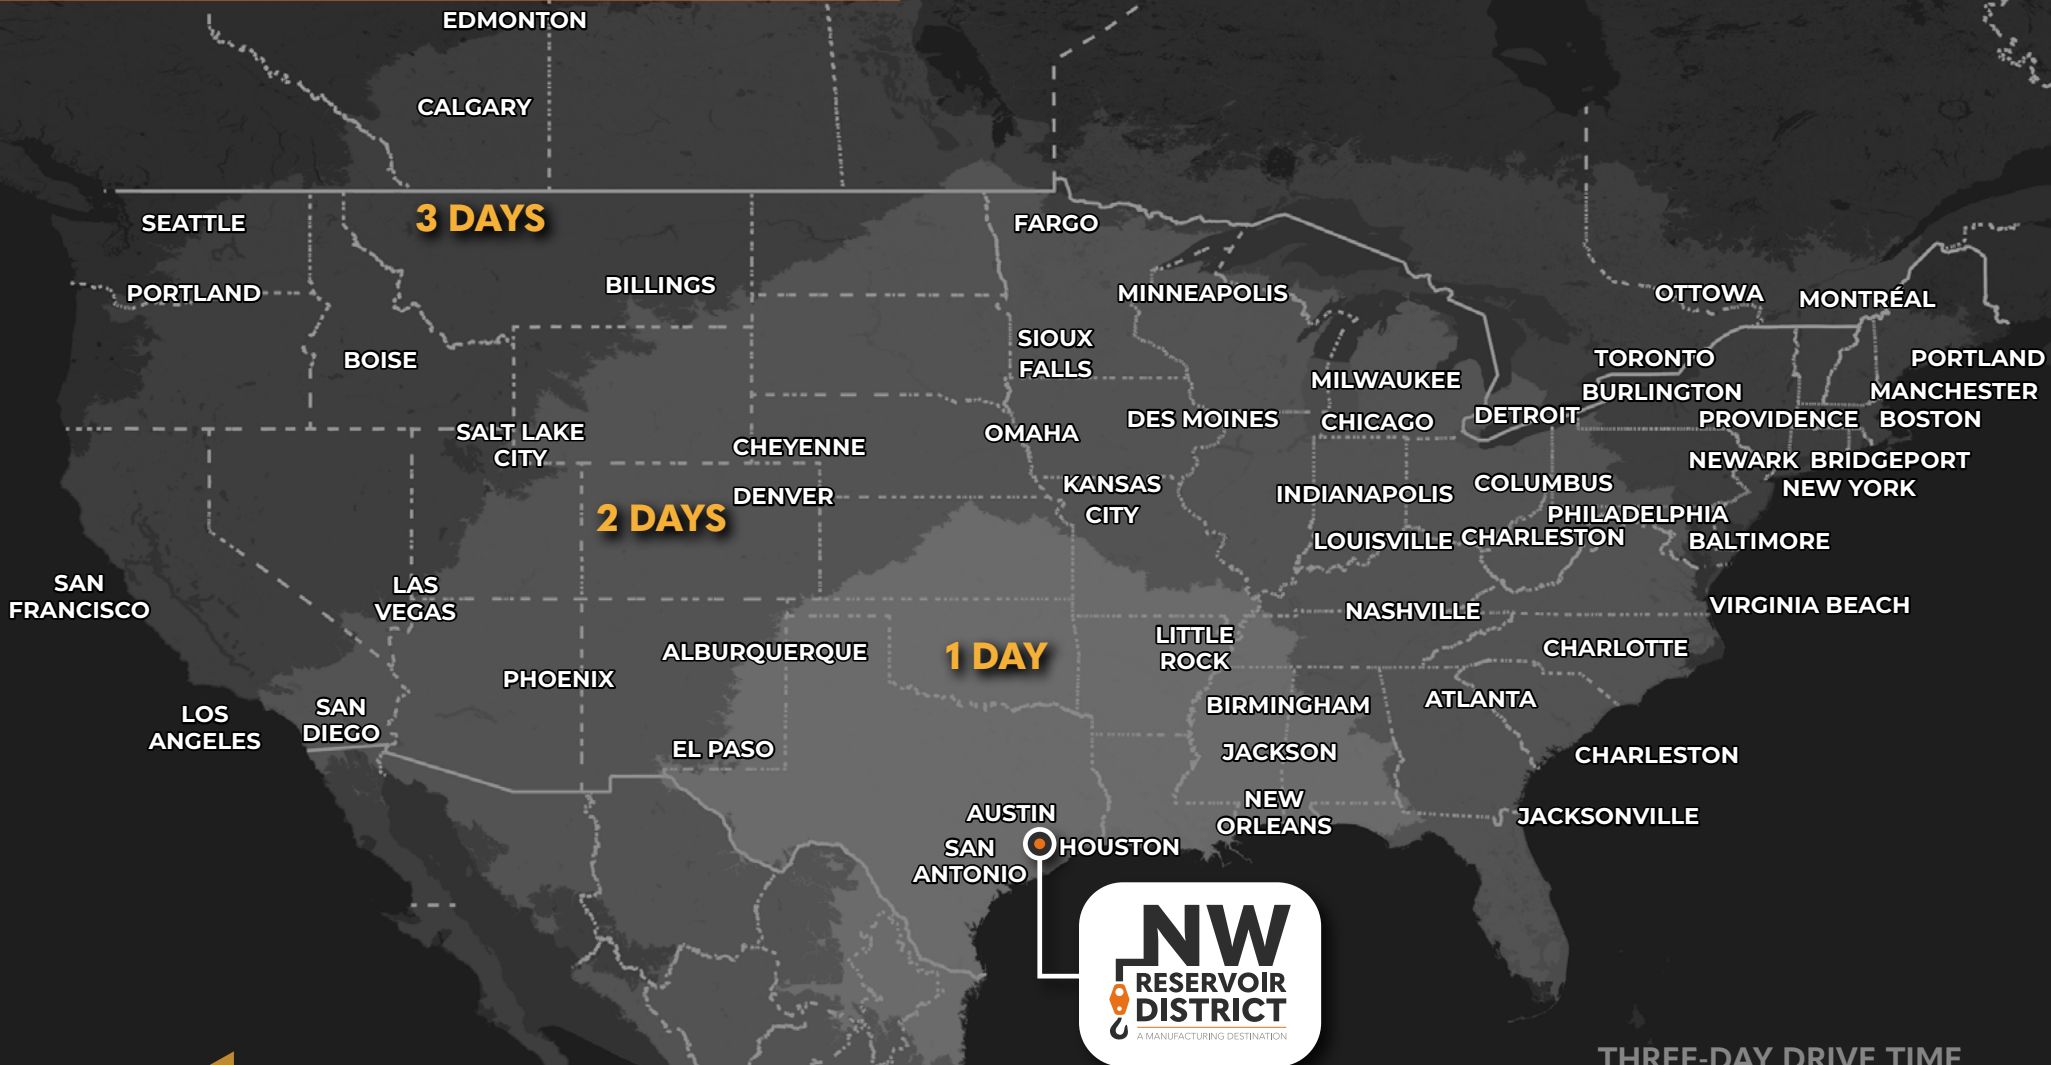 EDMONTON
CALGARY
3 DAYS
SEATTLE
FARGO
BILLINGS
PORTLAND
MINNEAPOLIS
OTTOWA
MONTRÉAL
SIOUX
FALLS
BOISE
TORONTO
PORTLAND
MILWAUKEE
BURLINGTON
MANCHESTER
DES MOINES
CHICAGO
DETROIT
PROVIDENCE
BOSTON
SALT LAKE
CITY
OMAHA
CHEYENNE
NEWARK
BRIDGEPORT
NEW YORK
KANSAS
CITY
COLUMBUS
INDIANAPOLIS
DENVER
2 DAYS
PHILADELPHIA
LOUISVILLE
CHARLESTON
BALTIMORE
SAN
FRANCISCO
LAS
VEGAS
VIRGINIA BEACH
NASHVILLE
LITTLE
ROCK
ALBURQUERQUE
1 DAY
CHARLOTTE
PHOENIX
BIRMINGHAM
ATLANTA
LOS
ANGELES
SAN
DIEGO
EL PASO
JACKSON
CHARLESTON
NEW
ORLEANS
AUSTIN
JACKSONVILLE
SAN
ANTONIO
HOUSTON
NW
RESERVOIR
DISTRICT
A MANUFACTURING DESTINATION
THREE-DAY DRIVE TIME